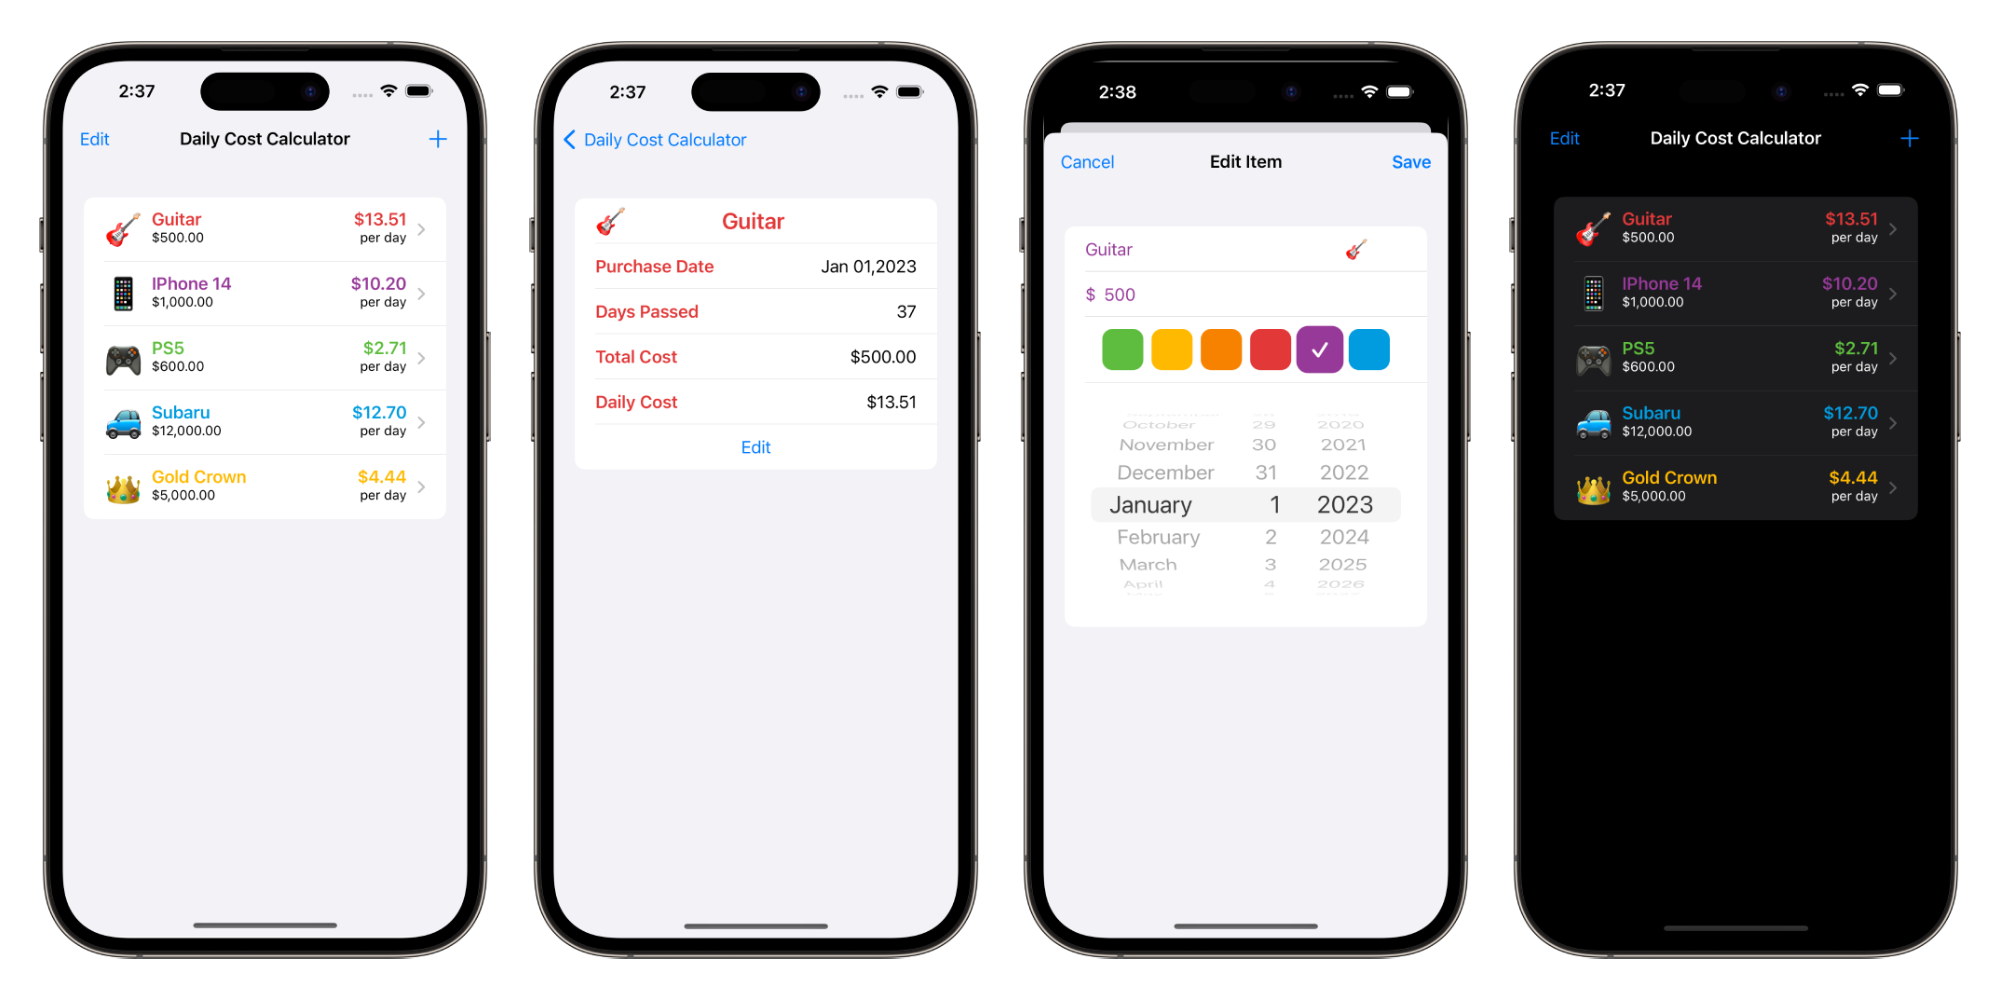 2:37
Edit Daily Cost Calculator +
Guitar $13.51
$500.00 per day
IPhone 14 $10.20
$1,000.00 per day
PS5 $2.71
$600.00 per day
Subaru $12.70
$12,000.00 per day
Gold Crown $4.44
$5,000.00 per day
2:37
Daily Cost Calculator
Guitar
Purchase Date Jan 01,2023
Days Passed 37
Total Cost $500.00
Daily Cost $13.51
Edit
2:38
Cancel Edit Item Save
Guitar
$ 500
October 29 2020
November 30 2021
December 31 2022
January 1 2023
February 2 2024
March 3 2025
April 4 2026
2:37
Edit Daily Cost Calculator +
Guitar $13.51
$500.00 per day
IPhone 14 $10.20
$1,000.00 per day
PS5 $2.71
$600.00 per day
Subaru $12.70
$12,000.00 per day
Gold Crown $4.44
$5,000.00 per day